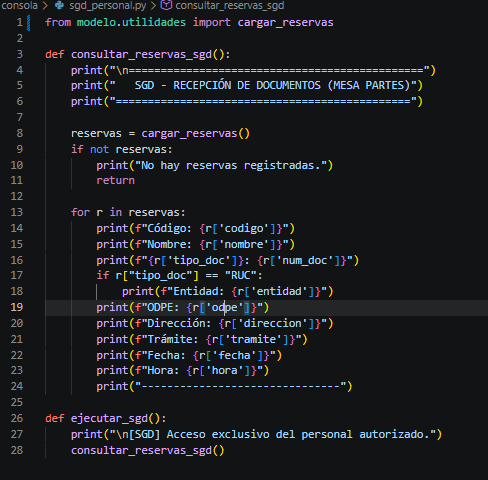 consola > sgd_personal.py > consultar_reservas_sgd
1 from modelo.utilidades import cargar_reservas
2
3 def consultar_reservas_sgd():
4     print("\n===============================================")
5     print("   SGD - RECEPCIÓN DE DOCUMENTOS (MESA PARTES)")
6     print("===============================================")
7
8     reservas = cargar_reservas()
9     if not reservas:
10         print("No hay reservas registradas.")
11         return
12
13     for r in reservas:
14         print(f"Código: {r['codigo']}")
15         print(f"Nombre: {r['nombre']}")
16         print(f"{r['tipo_doc']}: {r['num_doc']}")
17         if r["tipo_doc"] == "RUC":
18             print(f"Entidad: {r['entidad']}")
19         print(f"ODPE: {r['odpe']}")
20         print(f"Dirección: {r['direccion']}")
21         print(f"Trámite: {r['tramite']}")
22         print(f"Fecha: {r['fecha']}")
23         print(f"Hora: {r['hora']}")
24         print("--------------------------------")
25
26 def ejecutar_sgd():
27     print("\n[SGD] Acceso exclusivo del personal autorizado.")
28     consultar_reservas_sgd()